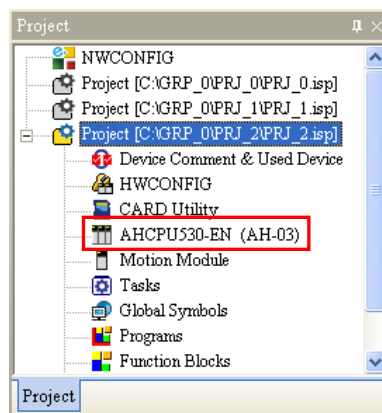 Project
NWCONFIG
Project [C:\GRP_0\PRJ_0\PRJ_0.isp]
Project [C:\GRP_0\PRJ_1\PRJ_1.isp]
Project [C:\GRP_0\PRJ_2\PRJ_2.isp]
Device Comment & Used Device
HWCONFIG
CARD Utility
AHCPU530-EN (AH-03)
Motion Module
Tasks
Global Symbols
Programs
Function Blocks
Project